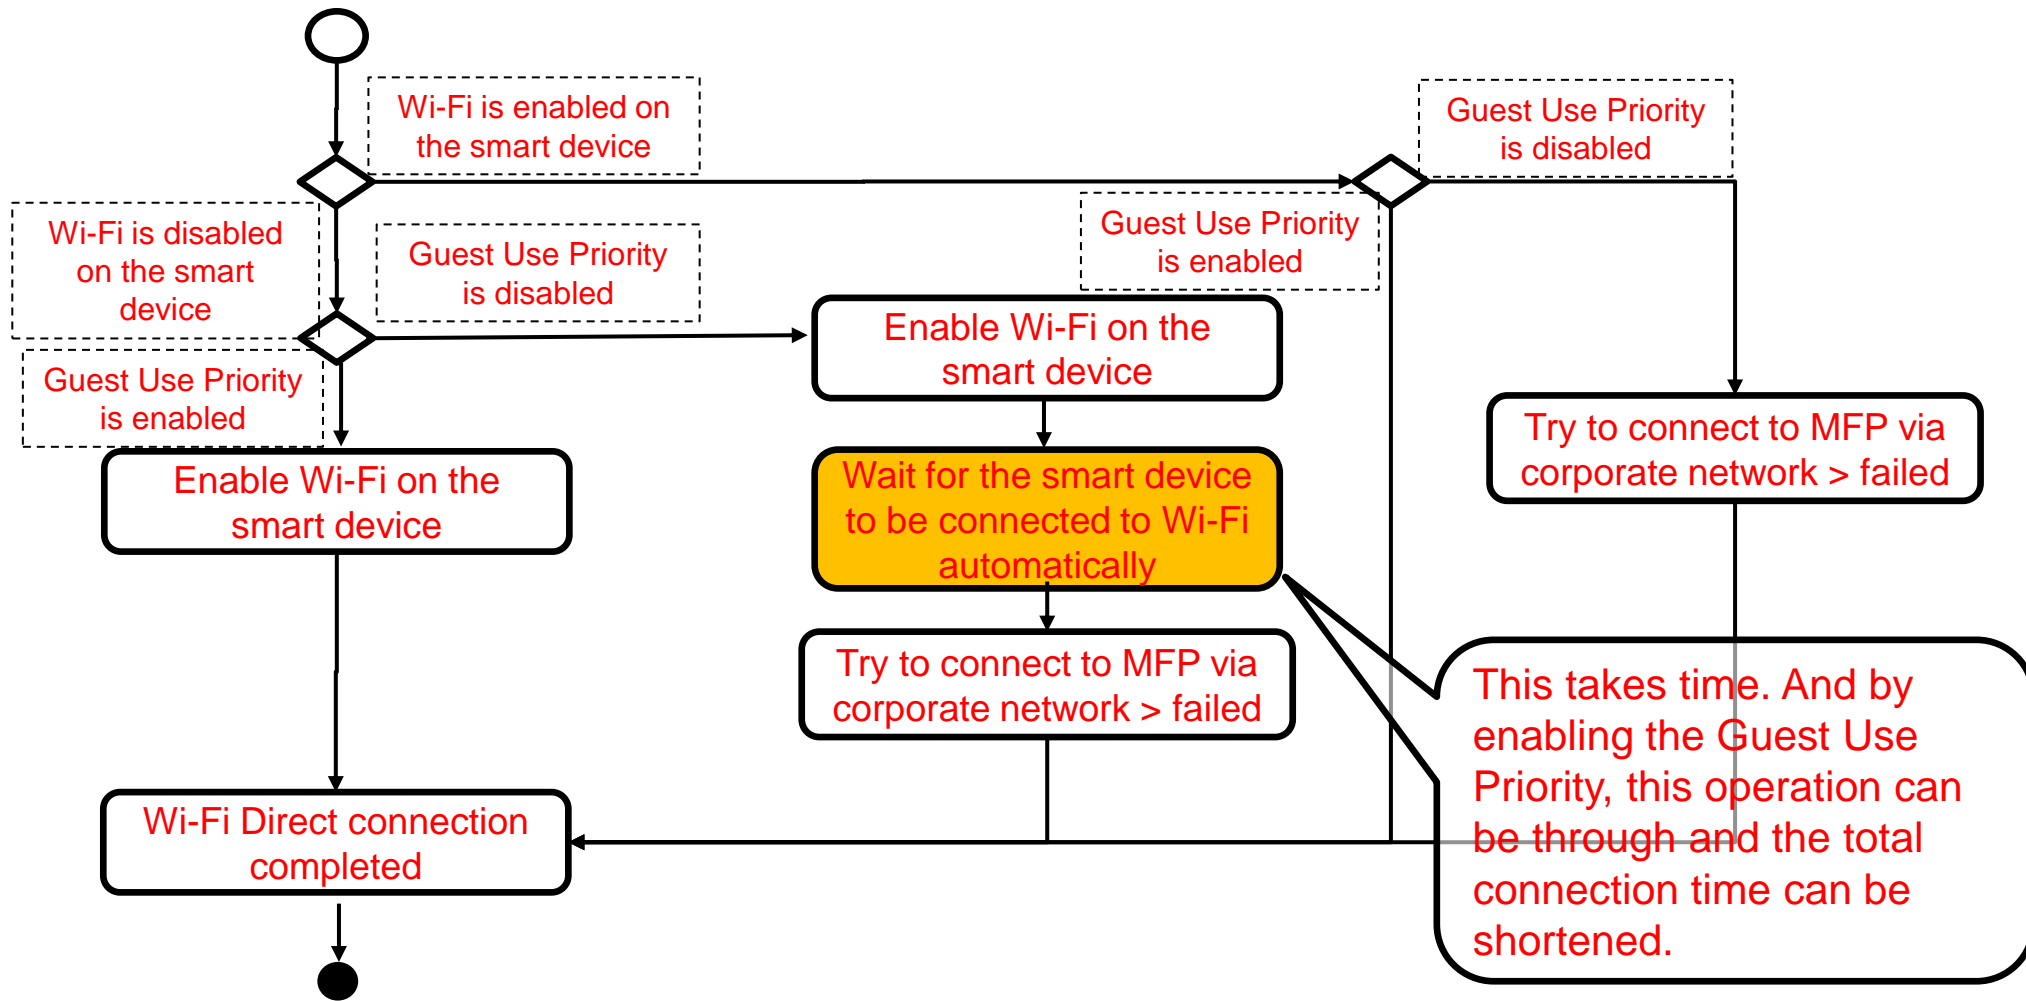 Wi-Fi is enabled on
the smart device
Guest Use Priority
is disabled
Wi-Fi is disabled
on the smart
device
Guest Use Priority
is disabled
Guest Use Priority
is enabled
Guest Use Priority
is enabled
Enable Wi-Fi on the
smart device
Enable Wi-Fi on the
smart device
Wait for the smart device
to be connected to Wi-Fi
automatically
Try to connect to MFP via
corporate network > failed
Try to connect to MFP via
corporate network > failed
Wi-Fi Direct connection
completed
This takes time. And by
enabling the Guest Use
Priority, this operation can
be through and the total
connection time can be
shortened.